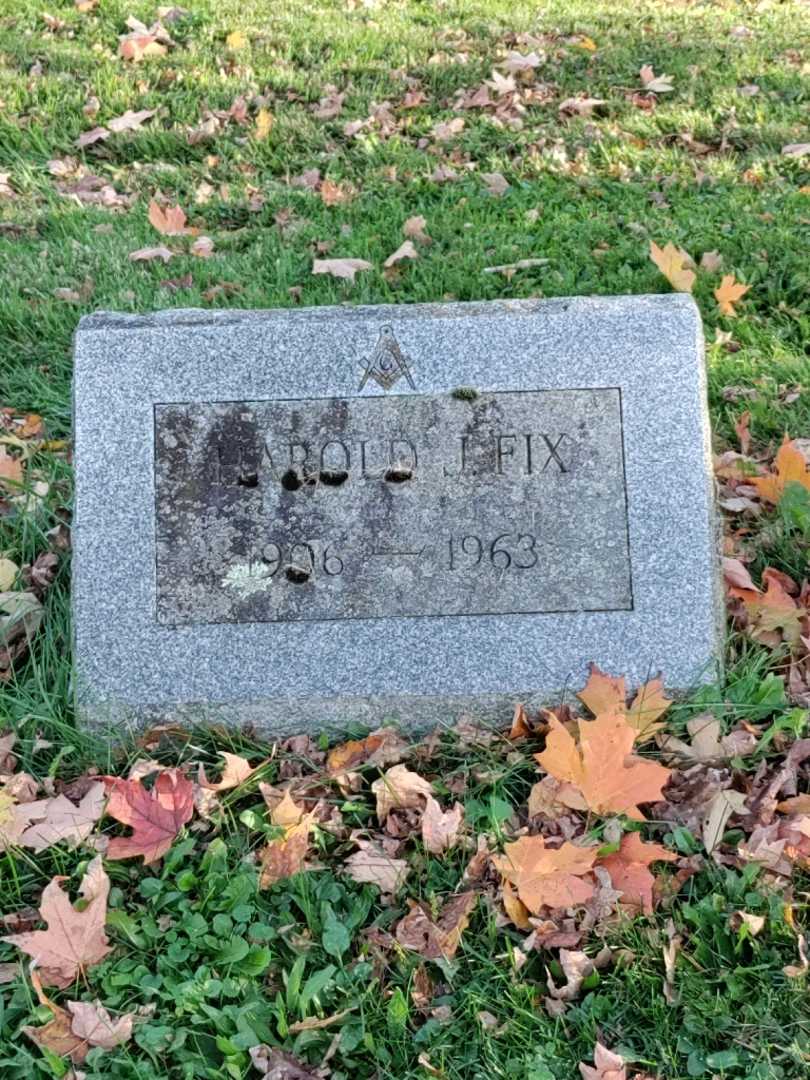 G
HAROLD J. FIX
1906 — 1963